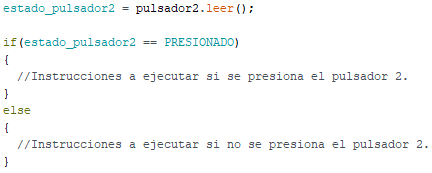 estado_pulsador2 = pulsador2.leer();
if(estado_pulsador2 == PRESIONADO)
{
//Instrucciones a ejecutar si se presiona el pulsador 2.
}
else
{
//Instrucciones a ejecutar si no se presiona el pulsador 2.
}